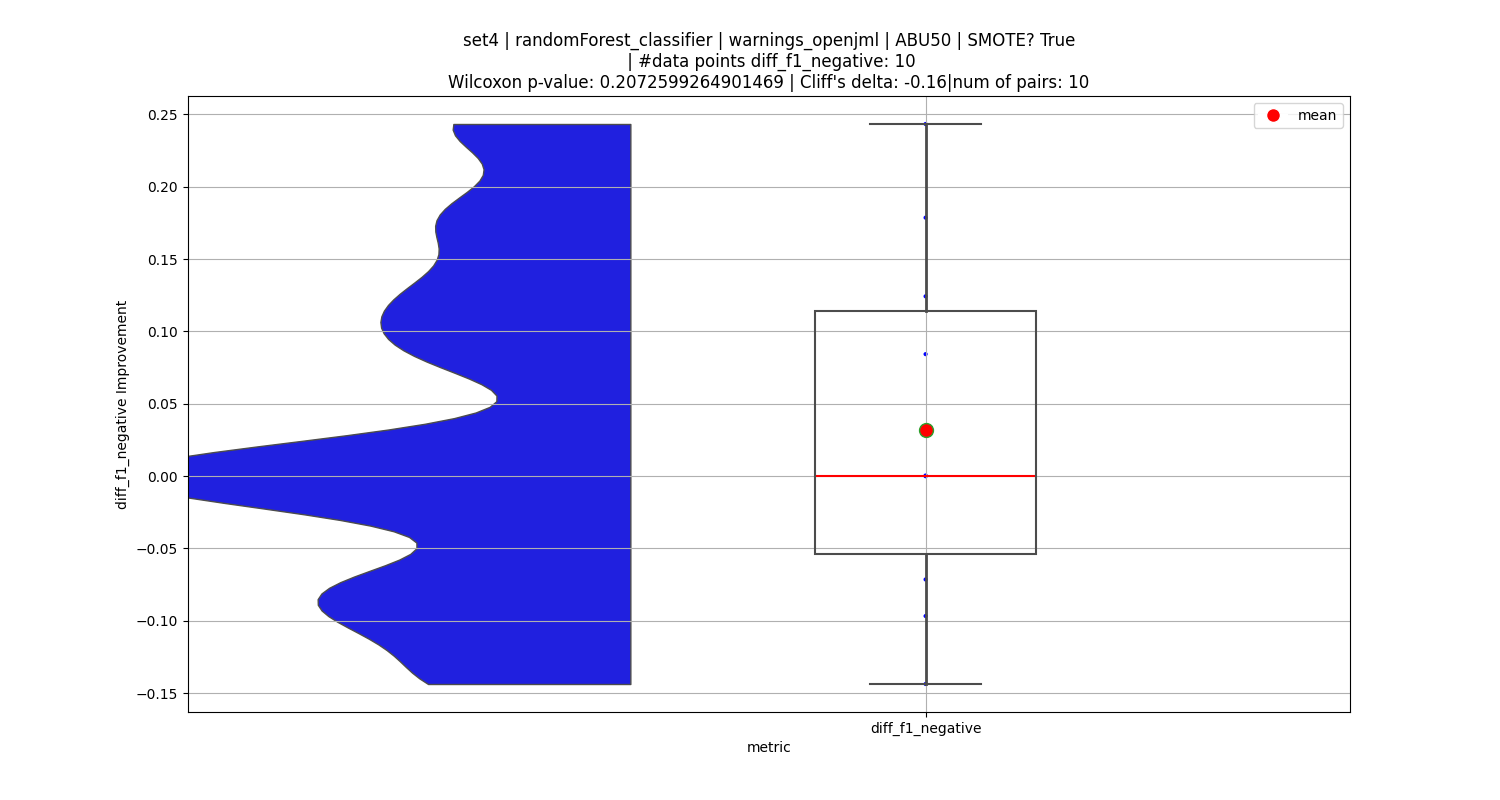 set4 | randomForest_classifier | warnings_openjml | ABU50 | SMOTE? True
| #data points diff_f1_negative: 10
Wilcoxon p-value: 0.2072599264901469 | Cliff's delta: -0.16|num of pairs: 10
mean
0.25
0.20
0.15
0.10
0.05
0.00
−0.05
−0.10
−0.15
diff_f1_negative Improvement
diff_f1_negative
metric